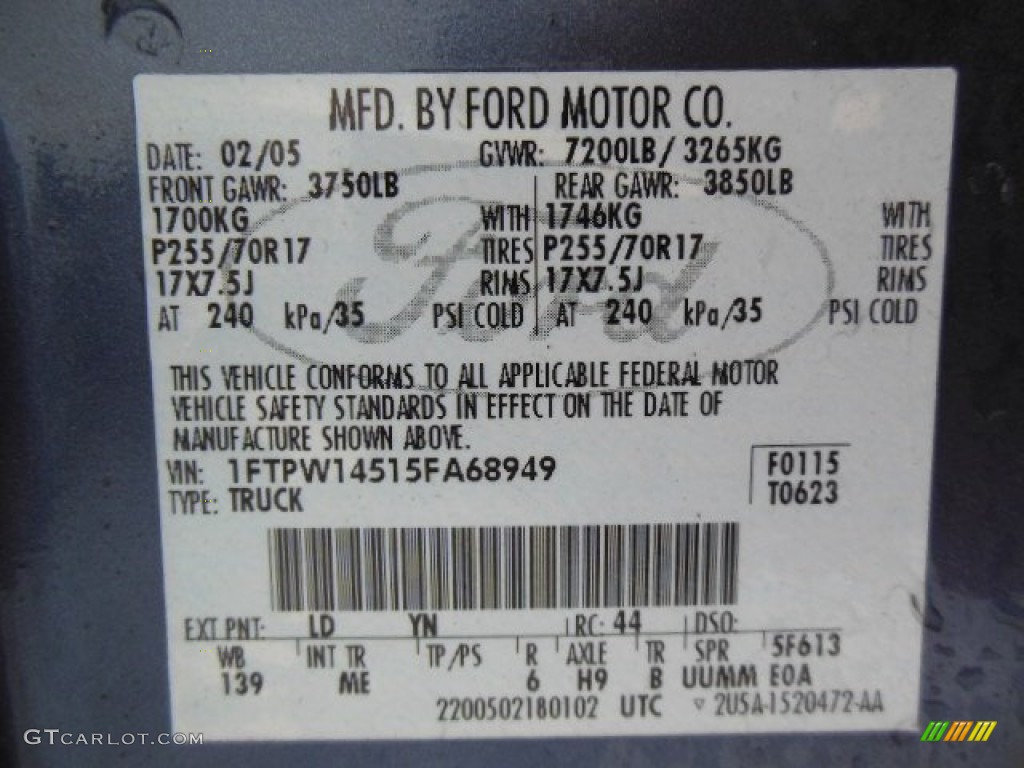 MFD. BY FORD MOTOR CO.
DATE: 02/05 GVWR: 7200LB/ 3265KG
FRONT GAWR: 3750LB REAR GAWR: 3850LB
1700KG WITH 1746KG WITH
P255/70R17 TIRES P255/70R17 TIRES
17X7.5J RIMS 17X7.5J RIMS
AT 240 kPa/35 PSI COLD AT 240 kPa/35 PSI COLD
Ford
THIS VEHICLE CONFORMS TO ALL APPLICABLE FEDERAL MOTOR
VEHICLE SAFETY STANDARDS IN EFFECT ON THE DATE OF
MANUFACTURE SHOWN ABOVE.
VIN: 1FTPW14515FA68949 F0115
TYPE: TRUCK T0623
EXT PNT: LD YN RC: 44 DSO:
WB INT TR TP/PS R AXLE TR SPR 5F613
139 ME 6 H9 B UUMM EOA
2200502180102 UTC ▽ 2U5A-1520472-AA
GTCARLOT.COM